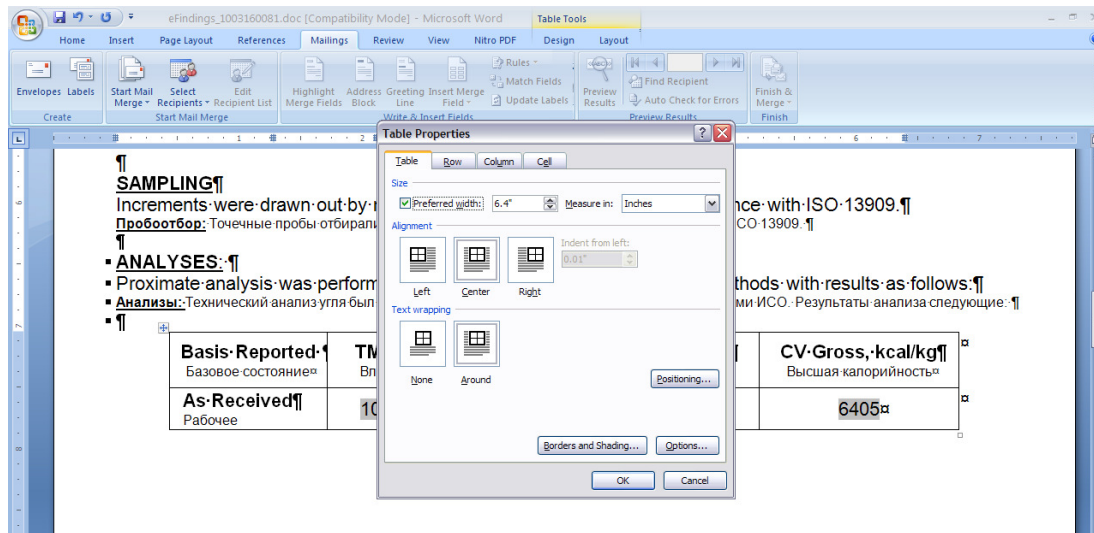 eFindings_1003160081.doc [Compatibility Mode] - Microsoft Word Table Tools
Home Insert Page Layout References Mailings Review View Nitro PDF Design Layout
Envelopes Labels Start Mail Merge Select Recipients Edit Recipient List Highlight Merge Fields Address Block Greeting Line Insert Merge Field Rules Match Fields Update Labels Preview Results Find Recipient Auto Check for Errors Finish & Merge
Create Start Mail Merge Write & Insert Fields Preview Results Finish
Table Properties
Table Row Column Cell
Size
Preferred width: 6.4" Measure in: Inches
Alignment
Indent from left:
0.01"
Left Center Right
Text wrapping
None Around
Positioning...
Borders and Shading... Options...
OK Cancel
¶
SAMPLING¶
Increments·were·drawn·out·by· with·ISO·13909.¶
Пробоотбор:·Точечные·пробы·отбирали 13909.·¶
¶
ANALYSES:·¶
Proximate·analysis·was·perform with·results·as·follows:¶
Анализы:·Технический·анализ·угля·был ИСО.·Результаты·анализа·следующие:·¶
¶
Basis·Reported·¶ TM CV·Gross,·kcal/kg¶
Базовое·состояние¤ Высшая·калорийность¤
As·Received¶ 10 6405¤
Рабочее